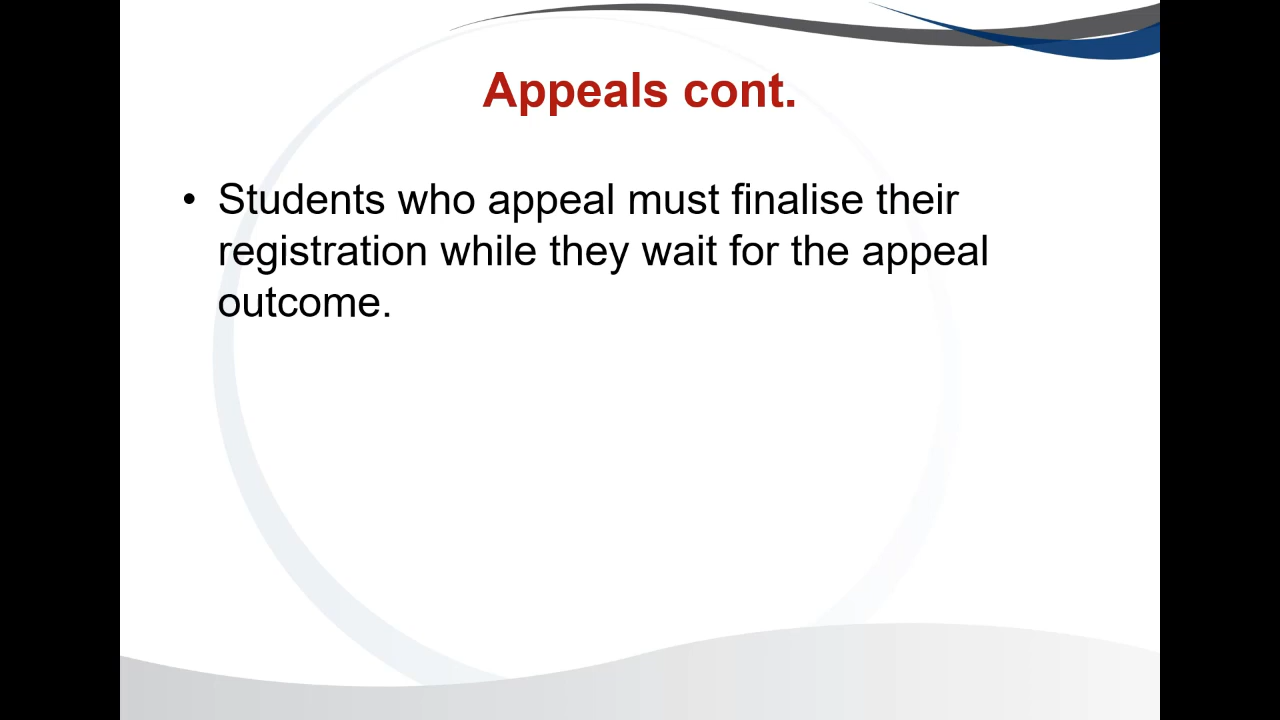 Appeals cont.
• Students who appeal must finalise their
registration while they wait for the appeal
outcome.